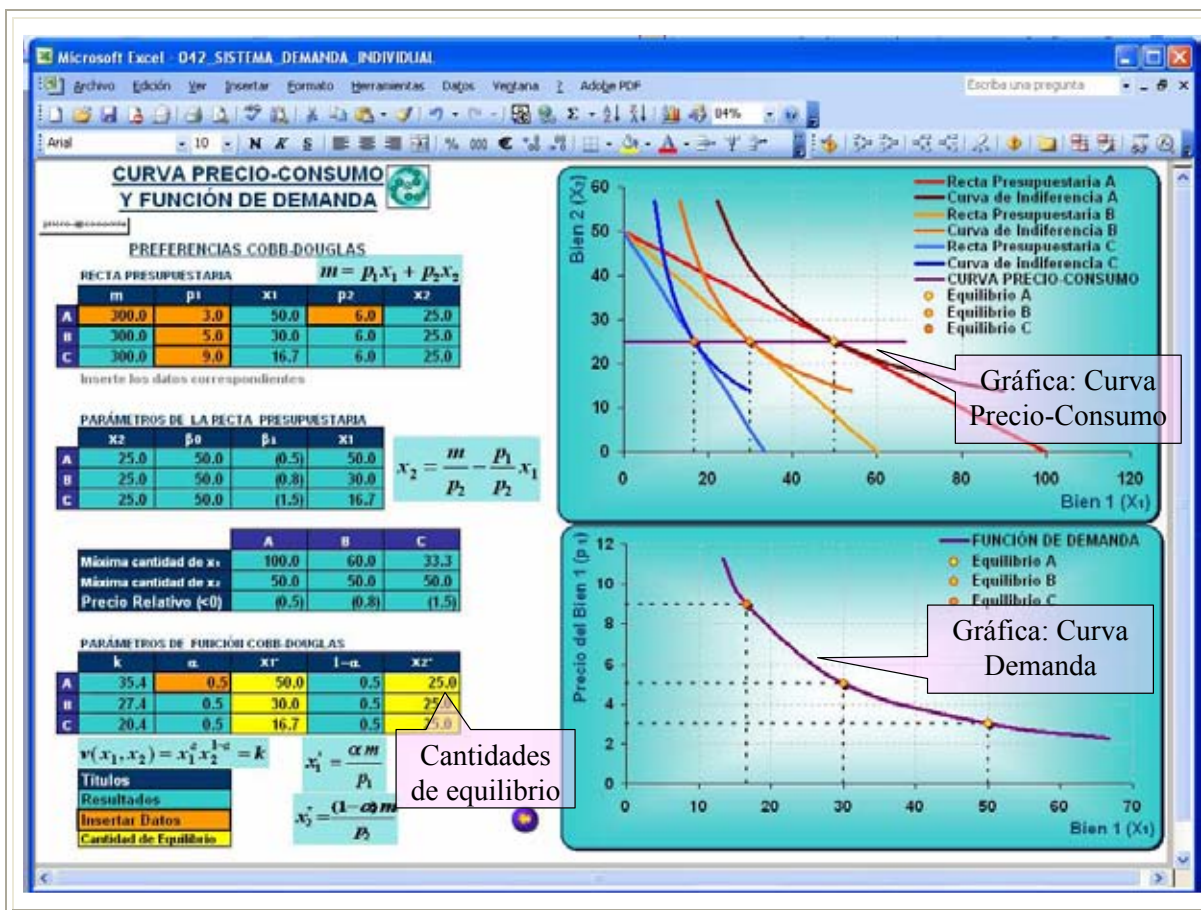 Microsoft Excel - 042_SISTEMA_DEMANDA_INDIVIDUAL
Archivo Edición Ver Insertar Formato Herramientas Datos Ventana ? Adobe PDF Escriba una pregunta
Arial 10 N K S % 000 €
CURVA PRECIO-CONSUMO
Y FUNCIÓN DE DEMANDA
PREFERENCIAS COBB-DOUGLAS
RECTA PRESUPUESTARIA m = p₁x₁ + p₂x₂
m p1 x1 p2 x2
A 300.0 3.0 50.0 6.0 25.0
B 300.0 5.0 30.0 6.0 25.0
C 300.0 9.0 16.7 6.0 25.0
Inserte los datos correspondientes
PARÁMETROS DE LA RECTA PRESUPUESTARIA
X2 β0 β1 X1
A 25.0 50.0 (0.5) 50.0
B 25.0 50.0 (0.8) 30.0
C 25.0 50.0 (1.5) 16.7
x₂ = m/p₂ - p₁/p₂ x₁
A B C
Máxima cantidad de x₁ 100.0 60.0 33.3
Máxima cantidad de x₂ 50.0 50.0 50.0
Precio Relativo (<0) (0.5) (0.8) (1.5)
PARÁMETROS DE FUNCIÓN COBB-DOUGLAS
k α X1* 1-α X2*
A 35.4 0.5 50.0 0.5 25.0
B 27.4 0.5 30.0 0.5 25.0
C 20.4 0.5 16.7 0.5 25.0
v(x₁,x₂) = x₁ᵅx₂¹⁻ᵅ = k
x₁* = αm/p₁
x₂* = (1-α)m/p₂
Títulos
Resultados
Insertar Datos
Cantidad de Equilibrio
Cantidades
de equilibrio
Bien 2 (X₂)
60
50
40
30
20
10
0
0 20 40 60 80 100 120
Bien 1 (X₁)
Recta Presupuestaria A
Curva de Indiferencia A
Recta Presupuestaria B
Curva de Indiferencia B
Recta Presupuestaria C
Curva de Indiferencia C
CURVA PRECIO-CONSUMO
Equilibrio A
Equilibrio B
Equilibrio C
Gráfica: Curva
Precio-Consumo
Precio del Bien 1 (p 1)
12
10
8
6
4
2
0
0 10 20 30 40 50 60 70
Bien 1 (X₁)
FUNCIÓN DE DEMANDA
Equilibrio A
Equilibrio B
Equilibrio C
Gráfica: Curva
Demanda